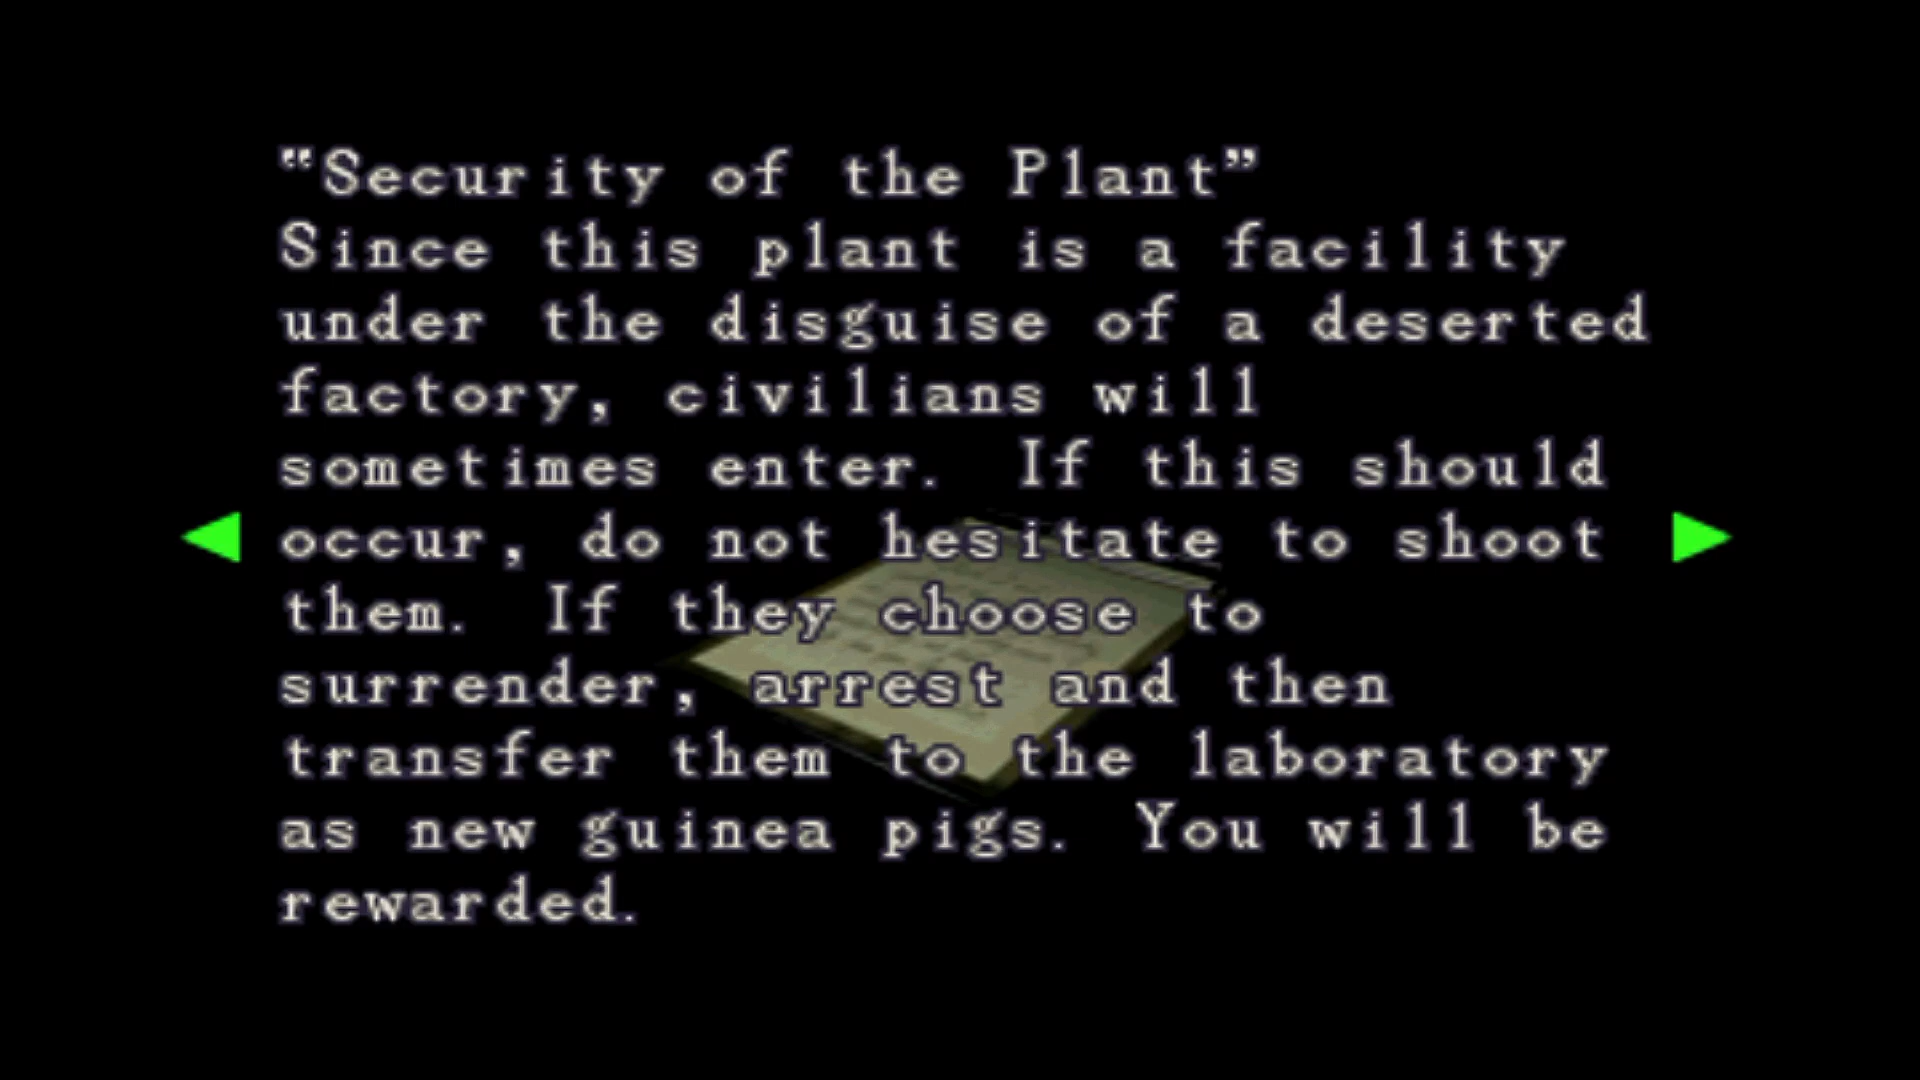 "Security of the Plant”
Since this plant is a facility
under the disguise of a deserted
factory, civilians will
sometimes enter. If this should
occur, do not hesitate to shoot
them. If they choose to
surrender, arrest and then
transfer them to the laboratory
as new guinea pigs. You will be
rewarded.